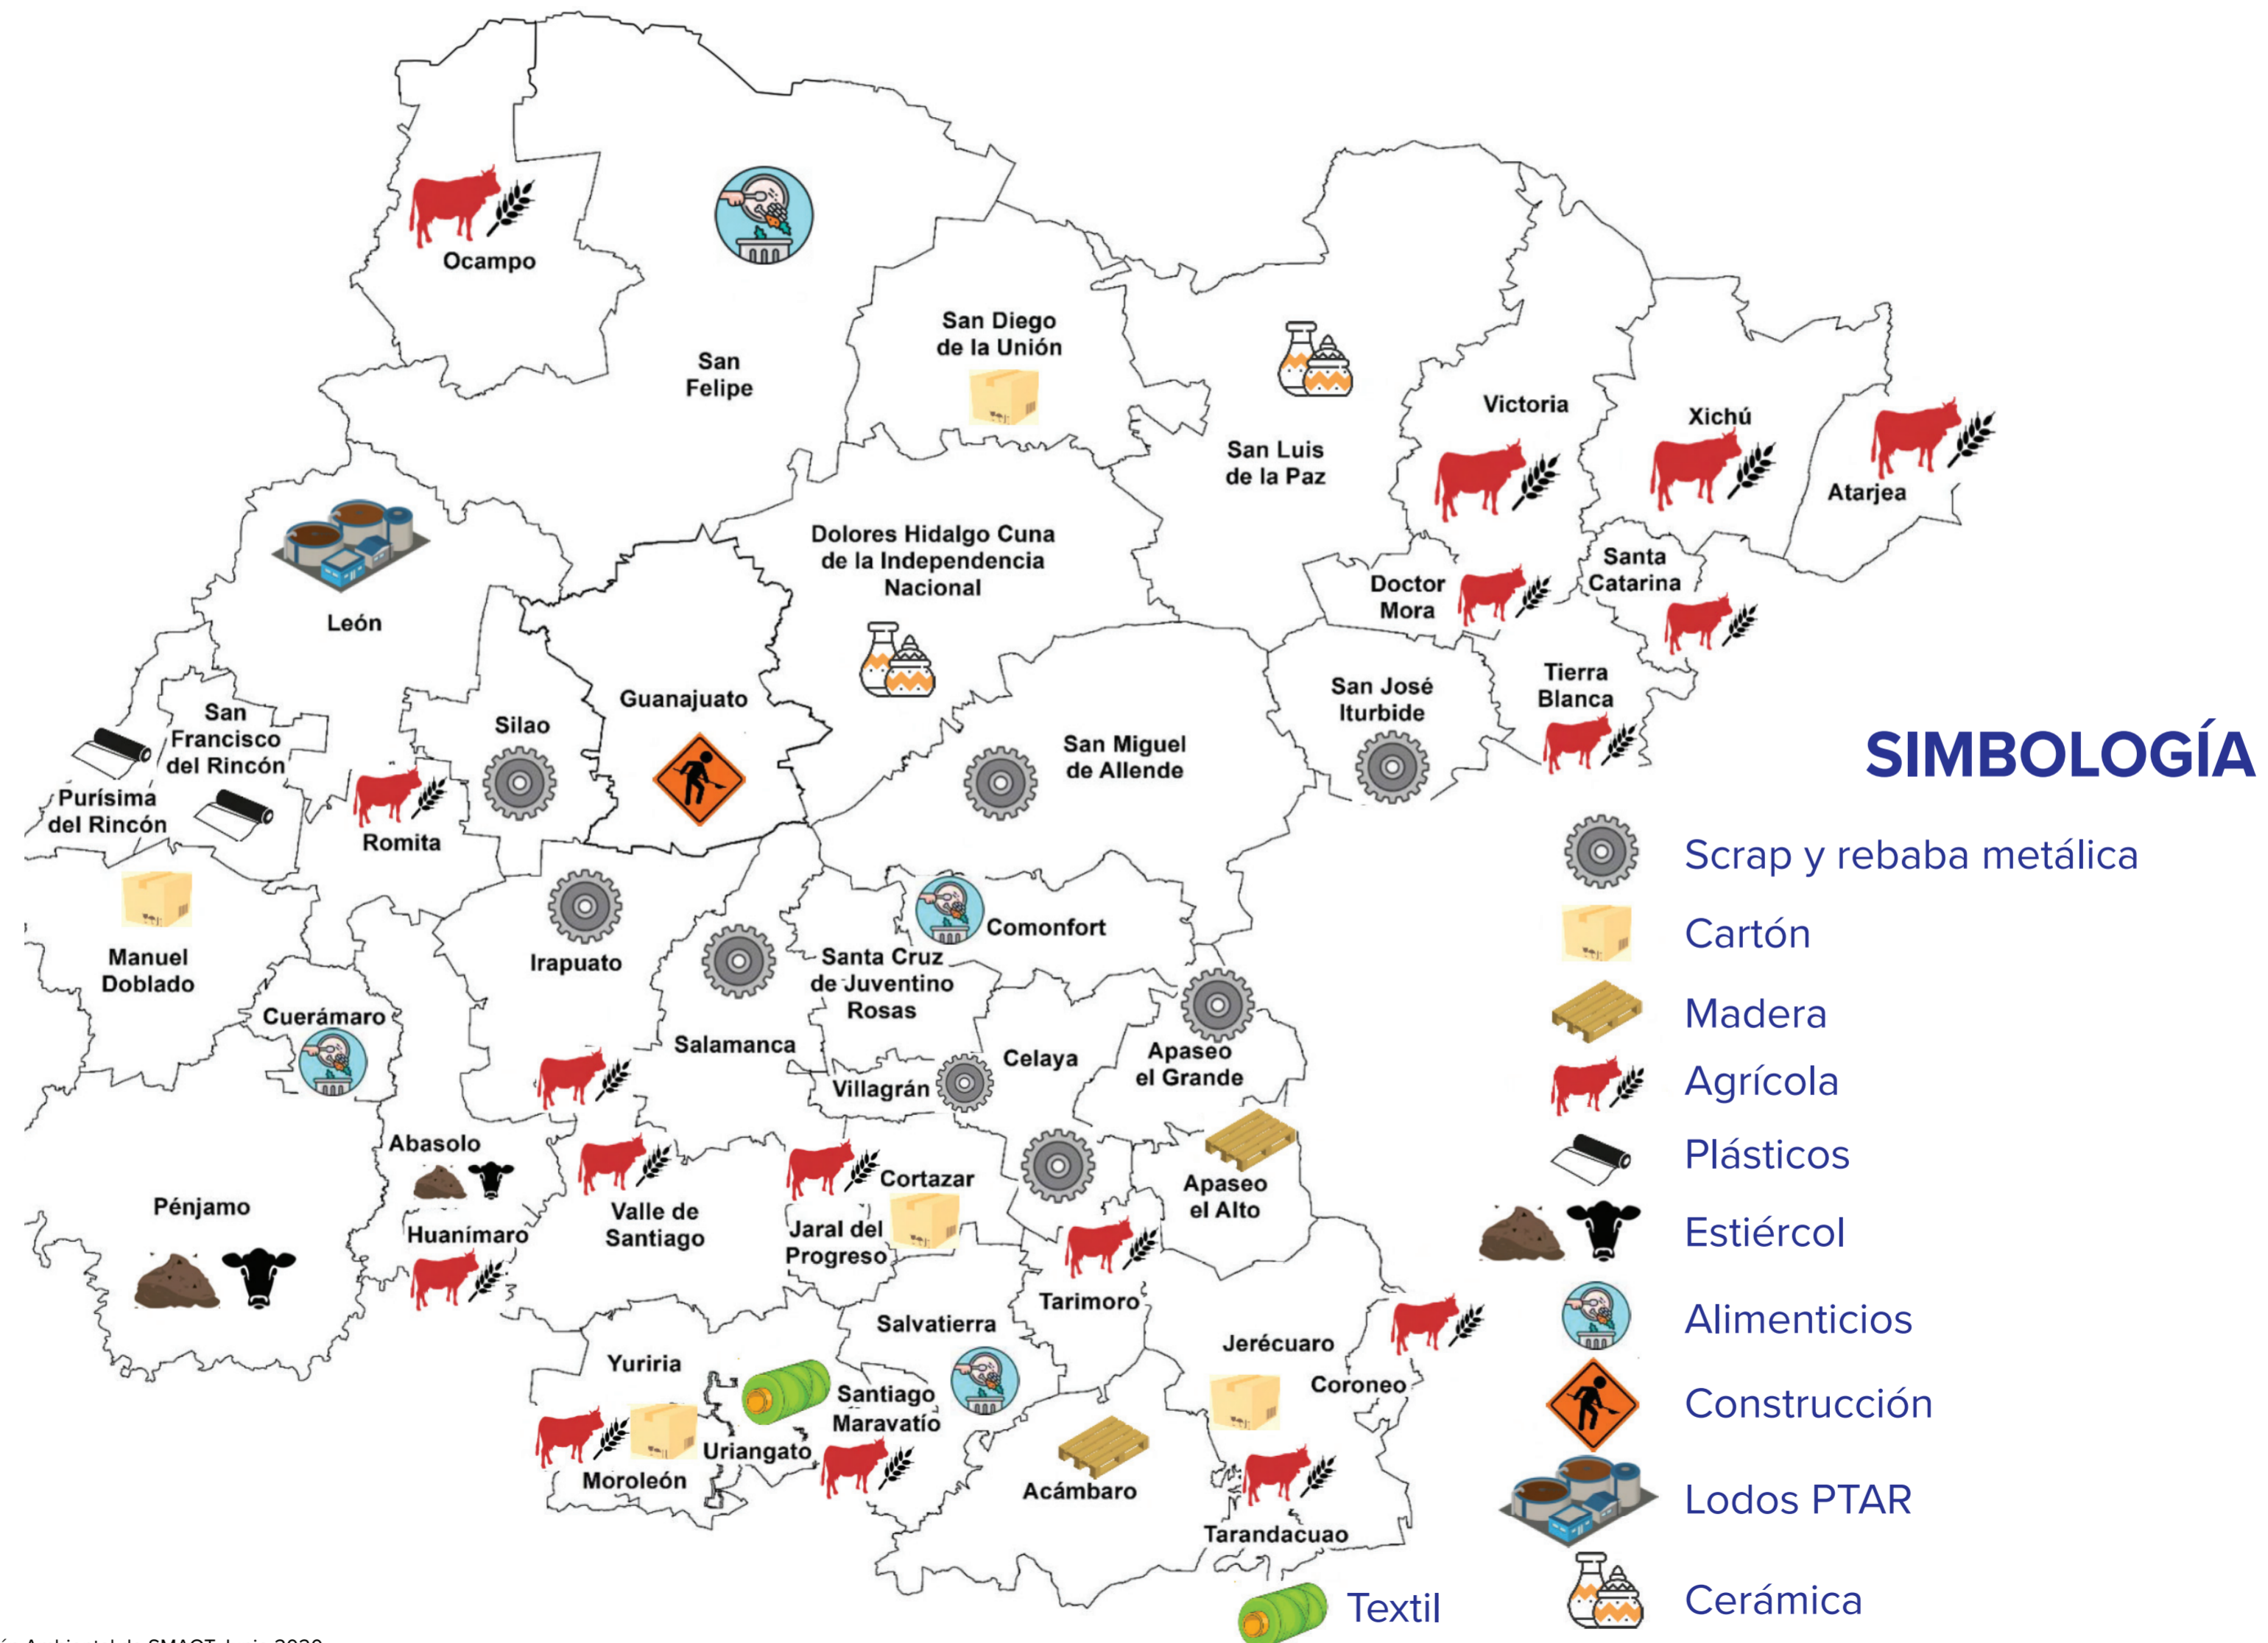 Ocampo
San
Felipe
San Diego
de la Unión
San Luis
de la Paz
Victoria
Xichú
Atarjea
León
Dolores Hidalgo Cuna
de la Independencia
Nacional
Doctor
Mora
Santa
Catarina
San
Francisco
del Rincón
Purísima
del Rincón
Silao
Guanajuato
San Miguel
de Allende
San José
Iturbide
Tierra
Blanca
Romita
Manuel
Doblado
Irapuato
Comonfort
Santa Cruz
de Juventino
Rosas
Cuerámaro
Salamanca
Villagrán
Celaya
Apaseo
el Grande
Abasolo
Pénjamo
Huanímaro
Valle de
Santiago
Cortazar
Jaral del
Progreso
Apaseo
el Alto
Tarimoro
Salvatierra
Yuriria
Jerécuaro
Coroneo
Santiago
Maravatío
Uriangato
Moroleón
Acámbaro
Tarandacuao
SIMBOLOGÍA
Scrap y rebaba metálica
Cartón
Madera
Agrícola
Plásticos
Estiércol
Alimenticios
Construcción
Lodos PTAR
Cerámica
Textil